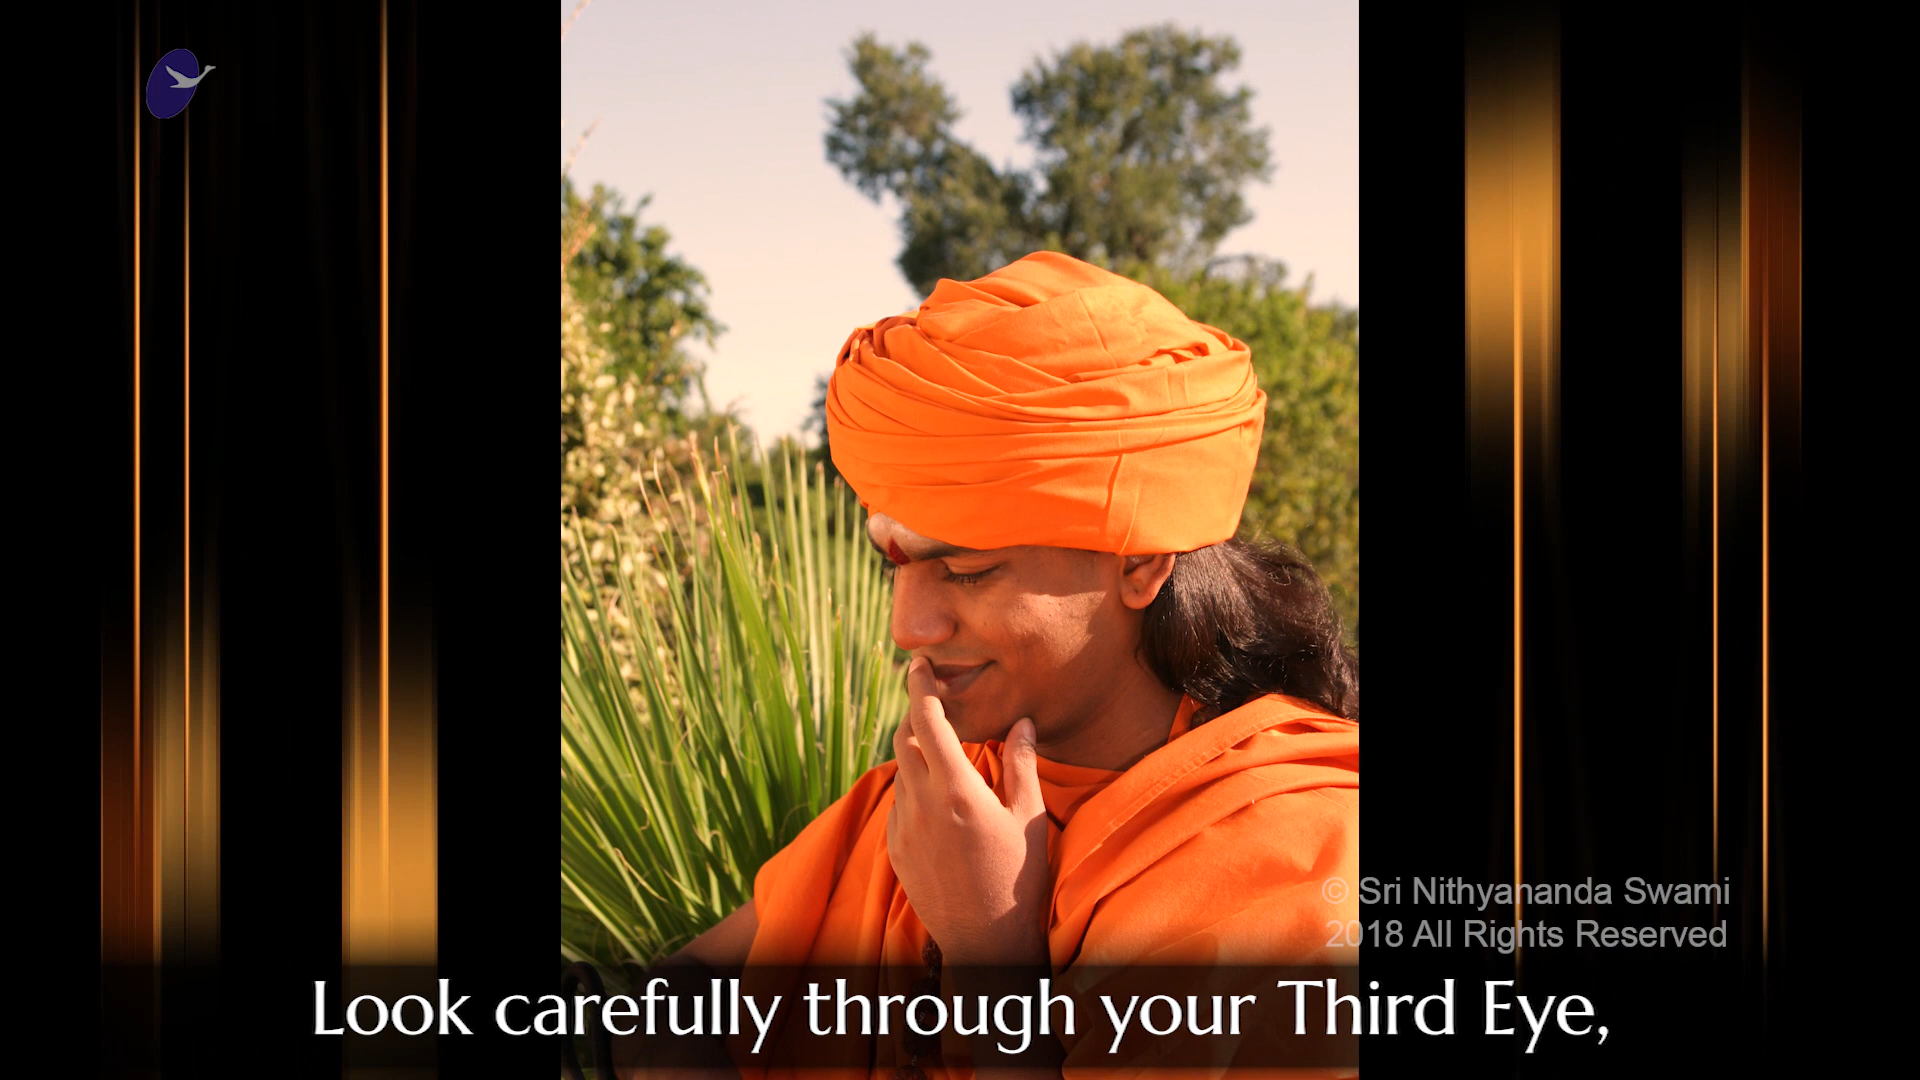 © Sri Nithyananda Swami
2018 All Rights Reserved
Look carefully through your Third Eye,